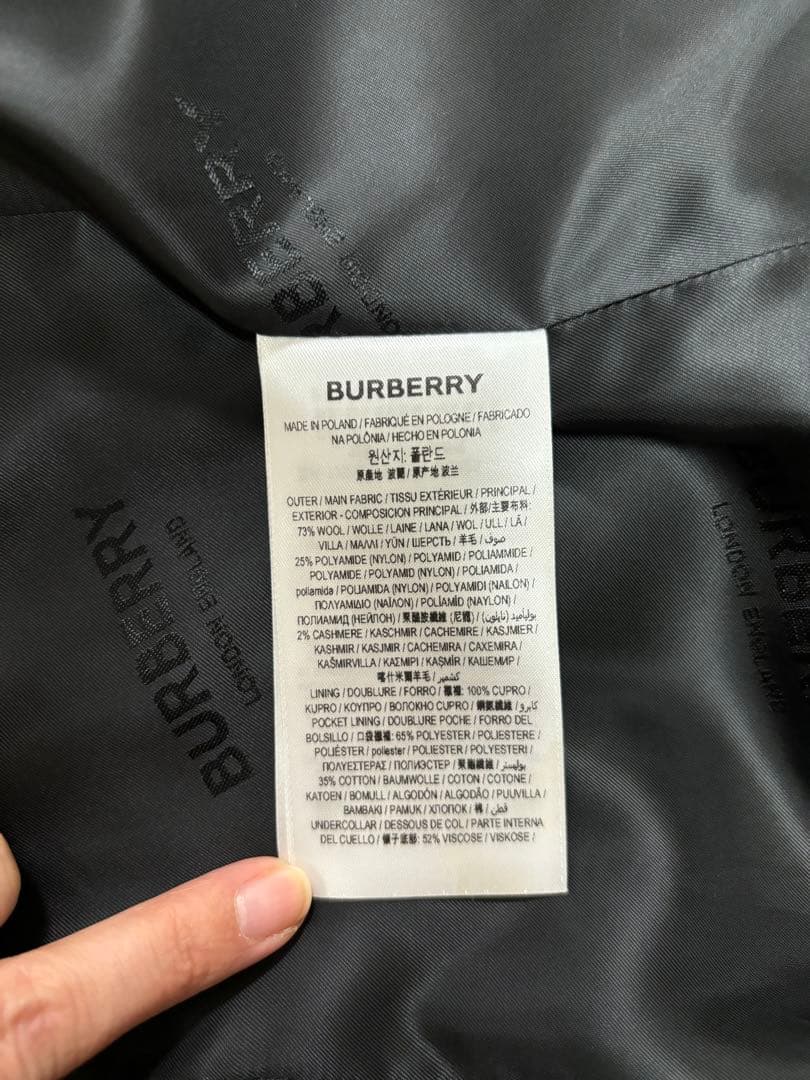 BURBERRY
LONDON ENGLAND
BURBERRY
MADE IN POLAND / FABRIQUÉ EN POLOGNE / FABRICADO
NA POLÔNIA / HECHO EN POLONIA
원산지: 폴란드
原產地 波蘭 / 原产地 波兰
OUTER / MAIN FABRIC / TISSU EXTÉRIEUR / PRINCIPAL /
EXTERIOR - COMPOSICIÓN PRINCIPAL / 外部/主要布料:
73% WOOL / WOLLE / LAINE / LANA / WOL / ULL / LÃ /
VILLA / ΜΑΛΛΙ / YÜN / ШЕРСТЬ / 羊毛 / صوف /
25% POLYAMIDE (NYLON) / POLYAMID / POLIAMMIDE /
POLYAMIDE / POLYAMID (NYLON) / POLIAMIDA /
poliamida / POLIAMIDA (NYLON) / POLYAMIDI (NAILON) /
ΠΟΛΥΑΜΙΔΙΟ (ΝΑΪΛΟΝ) / POLİAMİD (NAYLON) /
ПОЛИАМИД (НЕЙЛОН) / 聚醯胺纖維 (尼龍) / بوليأميد (نايلون) /
2% CASHMERE / KASCHMIR / CACHEMIRE / KASJMIER /
KASHMIR / KASJMIR / CACHEMIRA / CAXEMIRA /
KAŠMIRVILLA / ΚΑΣΜΙΡΙ / KAŞMİR / КАШЕМИР /
喀什米爾羊毛 / كشمير /
LINING / DOUBLURE / FORRO / 襯裡: 100% CUPRO /
KUPRO / ΚΟΥΠΡΟ / ВОЛОКНО CUPRO / 銅氨纖維 / كابرو /
POCKET LINING / DOUBLURE POCHE / FORRO DEL
BOLSILLO / 口袋襯裡: 65% POLYESTER / POLIESTERE /
POLIÉSTER / poliester / POLIESTER / POLYESTERI /
ΠΟΛΥΕΣΤΕΡΑΣ / ПОЛИЭСТЕР / 聚酯纖維 / بوليستر /
35% COTTON / BAUMWOLLE / COTON / COTONE /
KATOEN / BOMULL / ALGODÓN / ALGODÃO / PUUVILLA /
BAMBAKI / PAMUK / ХЛОПОК / 棉 / قطن /
UNDERCOLLAR / DESSOUS DE COL / PARTE INTERNA
DEL CUELLO / 領子底部: 52% VISCOSE / VISKOSE /